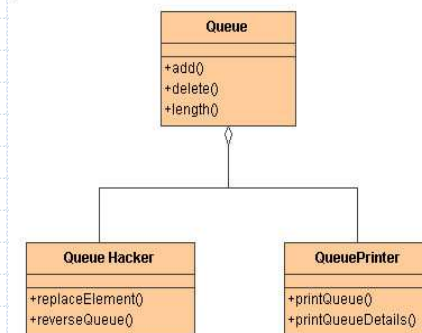 Queue
+add()
+delete()
+length()
Queue Hacker
+replaceElement()
+reverseQueue()
QueuePrinter
+printQueue()
+printQueueDetails()